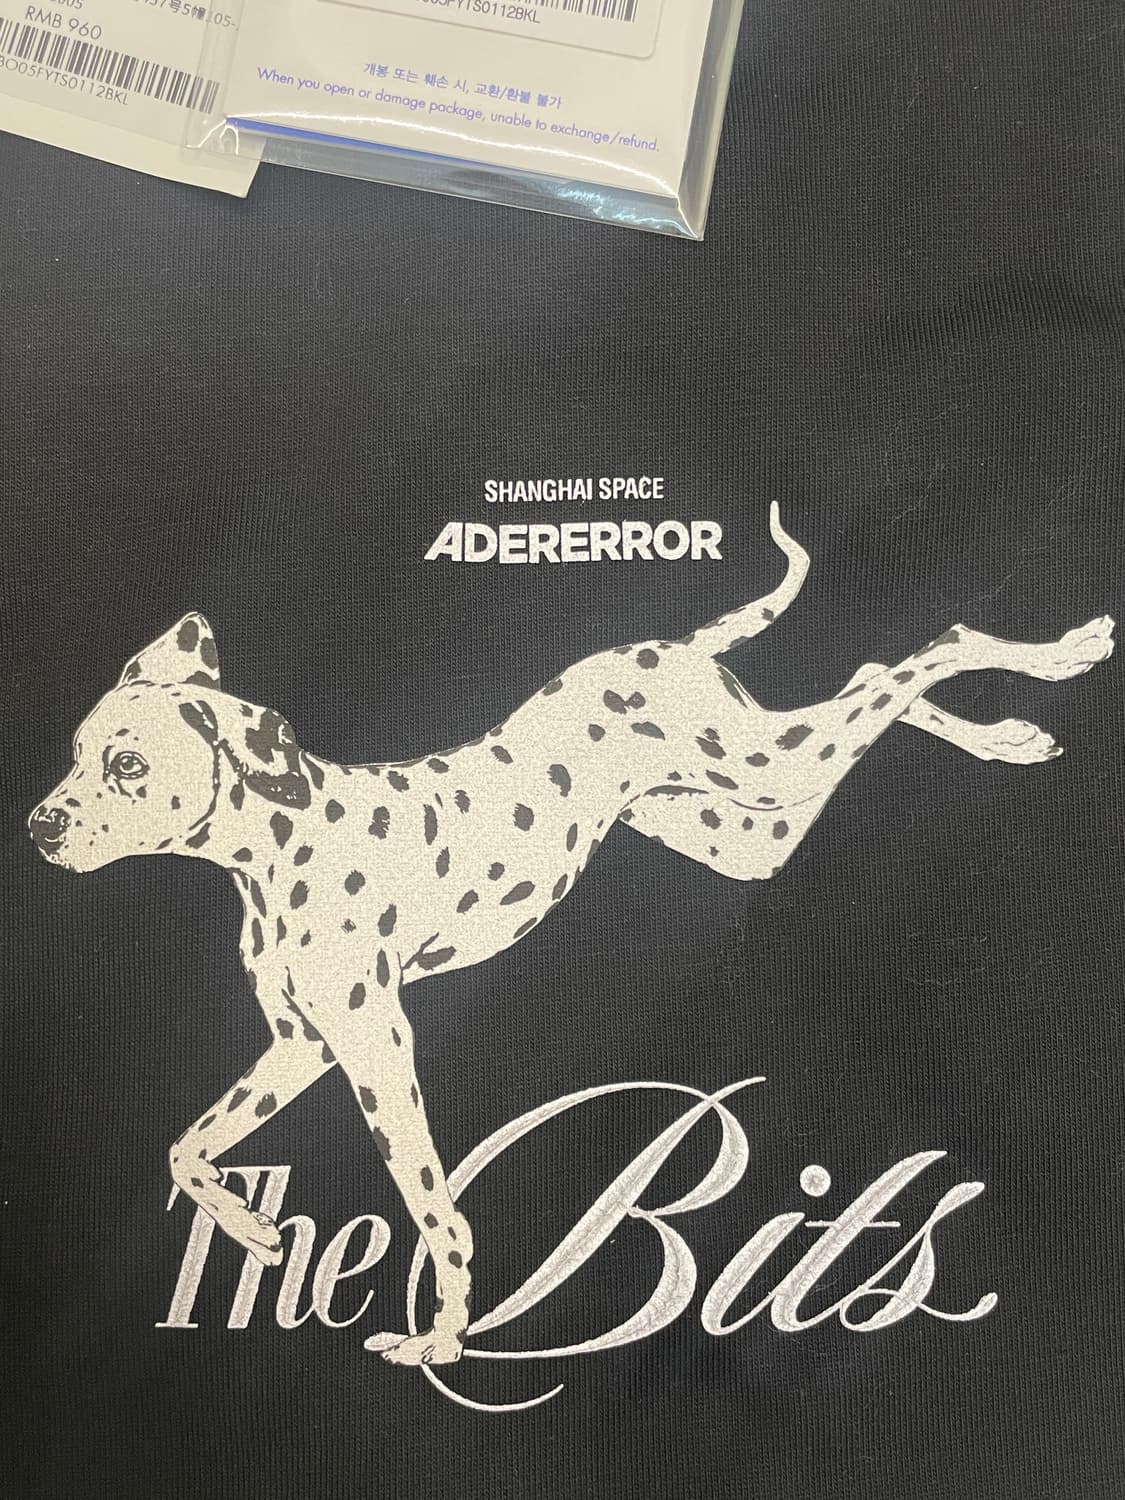 RMB 960
BO05FYTS0112BKL
개봉 또는 훼손 시, 교환/환불 불가
When you open or damage package, unable to exchange/refund.
SHANGHAI SPACE
ADERERROR
The Bits